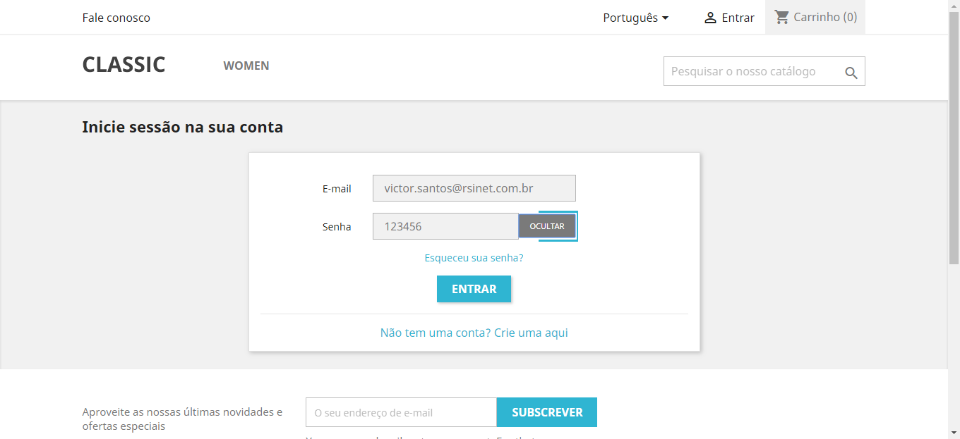 Fale conosco
Português
Entrar
Carrinho (0)
CLASSIC
WOMEN
Pesquisar o nosso catálogo
Inicie sessão na sua conta
E-mail
victor.santos@rsinet.com.br
Senha
123456
OCULTAR
Esqueceu sua senha?
ENTRAR
Não tem uma conta? Crie uma aqui
Aproveite as nossas últimas novidades e
ofertas especiais
O seu endereço de e-mail
SUBSCREVER